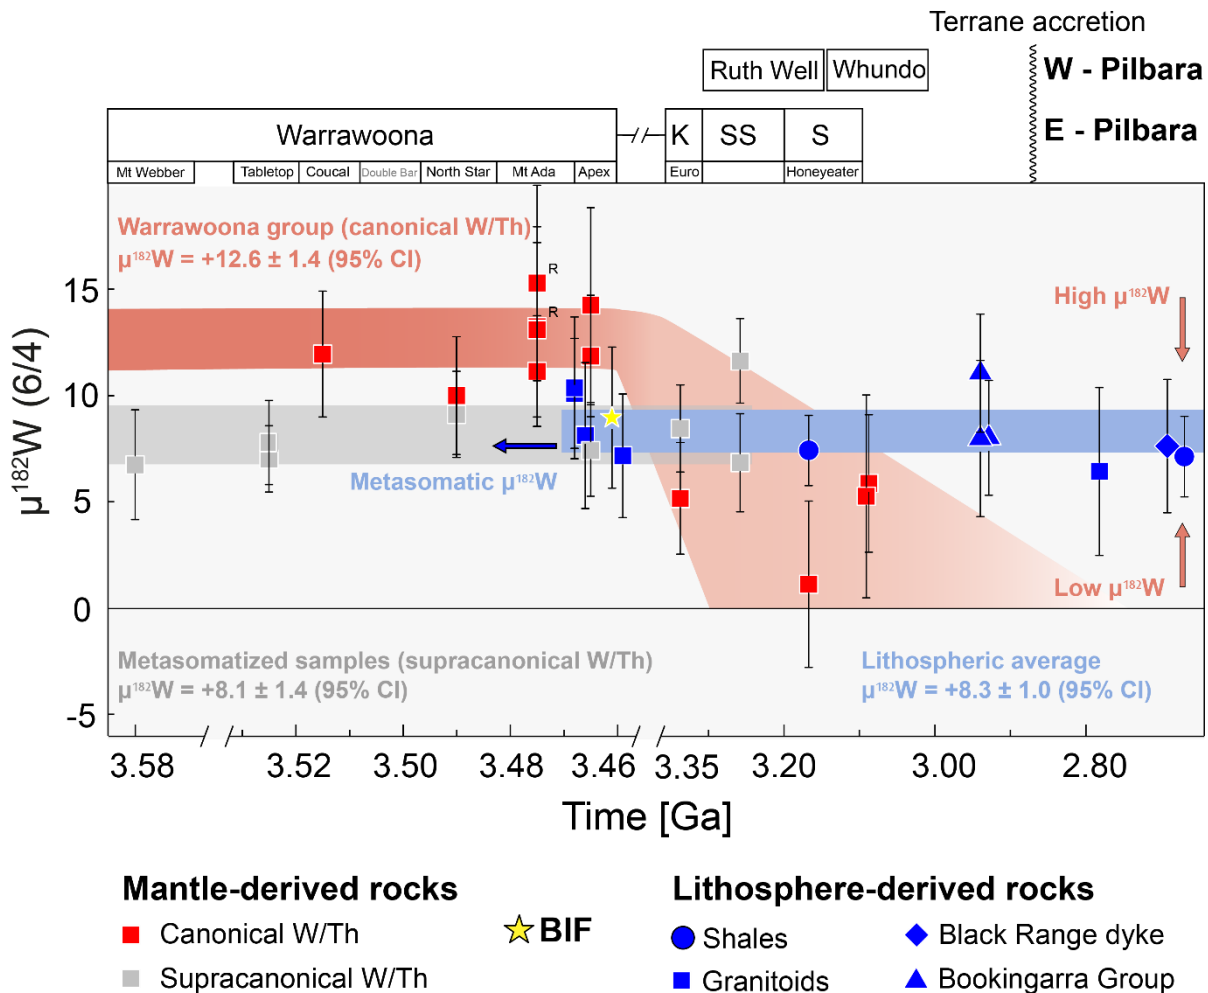 Terrane accretion
Ruth Well Whundo W - Pilbara
Warrawoona K SS S E - Pilbara
Mt Webber Tabletop Coucal Double Bar North Star Mt Ada Apex Euro Honeyeater
Warrawoona group (canonical W/Th)
μ¹⁸²W = +12.6 ± 1.4 (95% CI)
R
R
High μ¹⁸²W
Metasomatic μ¹⁸²W
Low μ¹⁸²W
Metasomatized samples (supracanonical W/Th)
μ¹⁸²W = +8.1 ± 1.4 (95% CI)
Lithospheric average
μ¹⁸²W = +8.3 ± 1.0 (95% CI)
μ¹⁸²W (6/4)
15
10
5
0
-5
3.58 3.52 3.50 3.48 3.46 3.35 3.20 3.00 2.80
Time [Ga]
Mantle-derived rocks
Canonical W/Th
Supracanonical W/Th
BIF
Lithosphere-derived rocks
Shales
Granitoids
Black Range dyke
Bookingarra Group